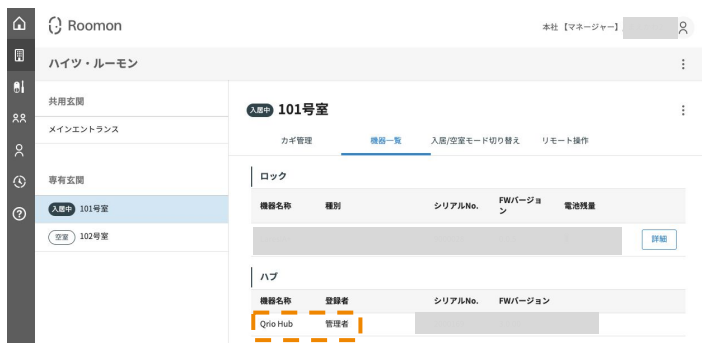 Roomon
本社【マネージャー】
ハイツ・ルーモン
共用玄関
メインエントランス
専有玄関
入居中 101号室
空室 102号室
入居中 101号室
カギ管理 機器一覧 入居/空室モード切り替え リモート操作
ロック
機器名称 種別 シリアルNo. FWバージョン 電池残量
詳細
ハブ
機器名称 登録者 シリアルNo. FWバージョン
Qrio Hub 管理者